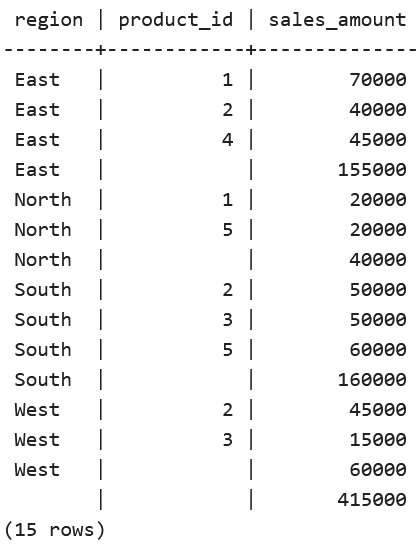 region | product_id | sales_amount
--------+------------+--------------
 East   |          1 |        70000
 East   |          2 |        40000
 East   |          4 |        45000
 East   |            |       155000
 North  |          1 |        20000
 North  |          5 |        20000
 North  |            |        40000
 South  |          2 |        50000
 South  |          3 |        50000
 South  |          5 |        60000
 South  |            |       160000
 West   |          2 |        45000
 West   |          3 |        15000
 West   |            |        60000
        |            |       415000
(15 rows)